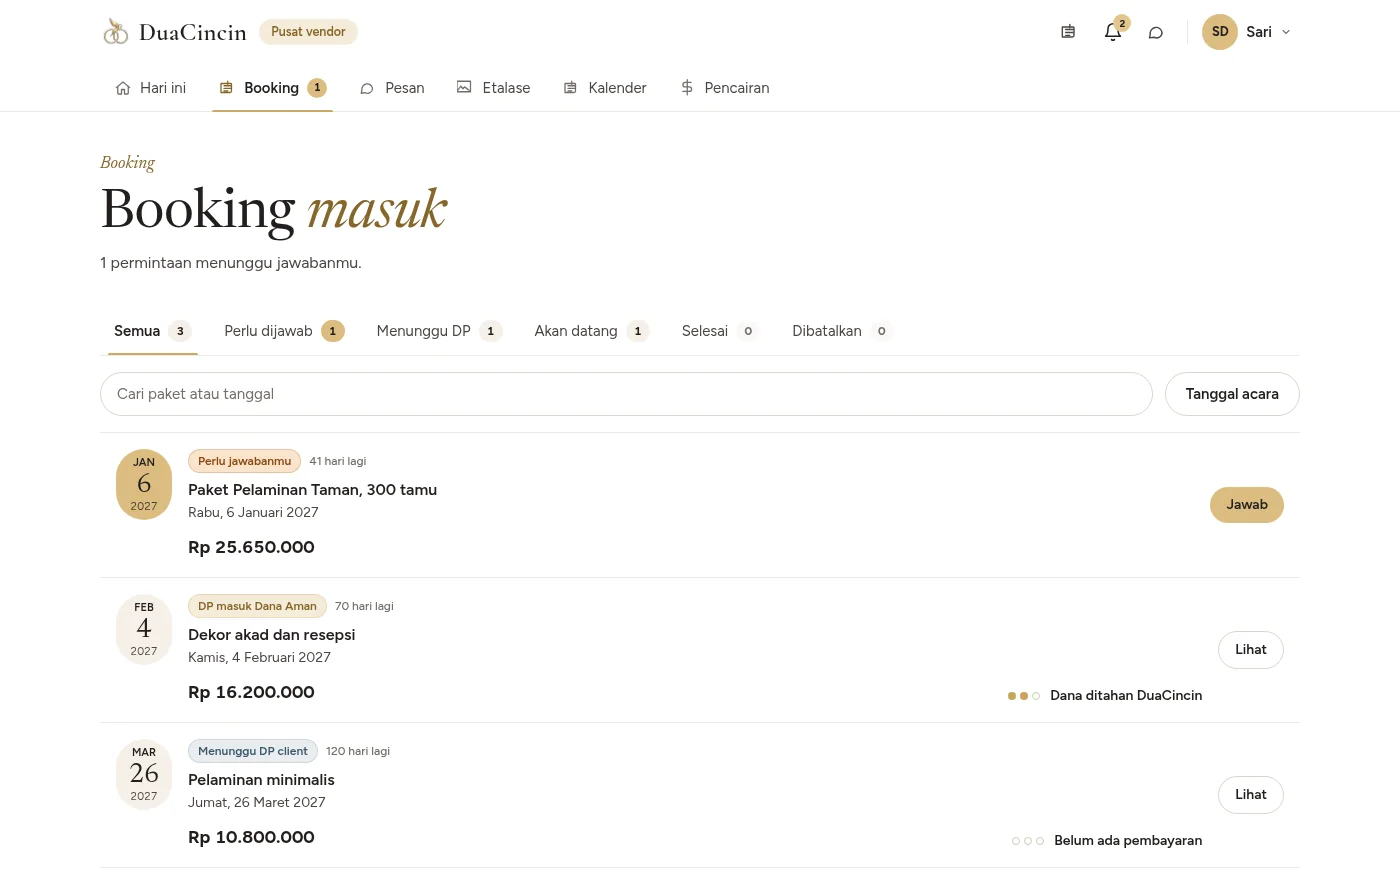 DuaCincin
Pusat vendor
2
SD
Sari
Hari ini
Booking 1
Pesan
Etalase
Kalender
Pencairan
Booking
Booking masuk
1 permintaan menunggu jawabanmu.
Semua 3
Perlu dijawab 1
Menunggu DP 1
Akan datang 1
Selesai 0
Dibatalkan 0
Cari paket atau tanggal
Tanggal acara
JAN
6
2027
Perlu jawabanmu
41 hari lagi
Paket Pelaminan Taman, 300 tamu
Rabu, 6 Januari 2027
Rp 25.650.000
Jawab
FEB
4
2027
DP masuk Dana Aman
70 hari lagi
Dekor akad dan resepsi
Kamis, 4 Februari 2027
Rp 16.200.000
Lihat
Dana ditahan DuaCincin
MAR
26
2027
Menunggu DP client
120 hari lagi
Pelaminan minimalis
Jumat, 26 Maret 2027
Rp 10.800.000
Lihat
Belum ada pembayaran